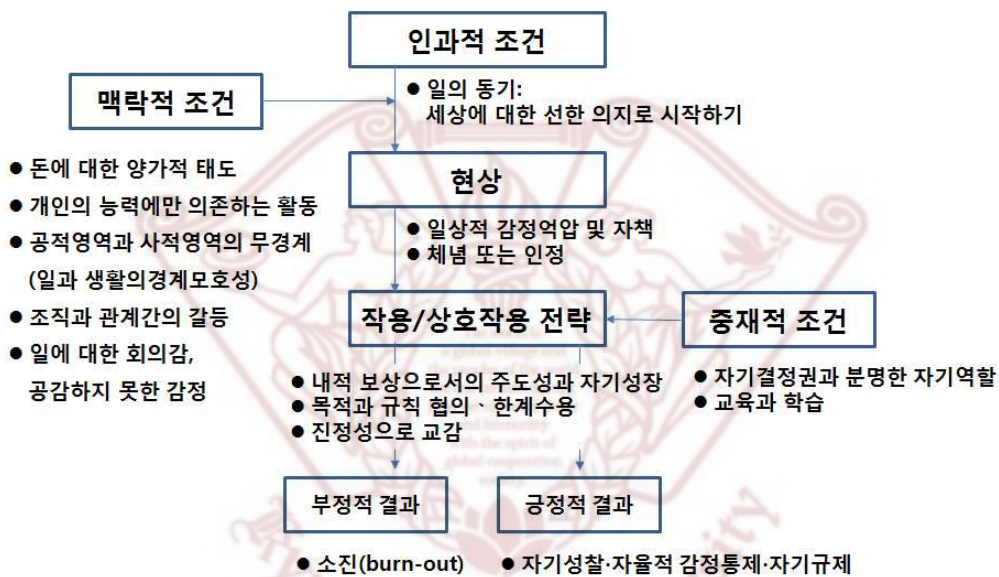 인과적 조건
● 일의 동기:
세상에 대한 선한 의지로 시작하기
맥락적 조건
● 돈에 대한 양가적 태도
● 개인의 능력에만 의존하는 활동
● 공적영역과 사적영역의 무경계
(일과 생활의경계모호성)
● 조직과 관계간의 갈등
● 일에 대한 회의감,
공감하지 못한 감정
현상
● 일상적 감정억압 및 자책
● 체념 또는 인정
작용/상호작용 전략
중재적 조건
● 자기결정권과 분명한 자기역할
● 교육과 학습
● 내적 보상으로서의 주도성과 자기성장
● 목적과 규칙 협의、한계수용
● 진정성으로 교감
with the spirit of
global cooperation
부정적 결과
긍정적 결과
● 소진(burn-out)
● 자기성찰·자율적 감정통제·자기규제